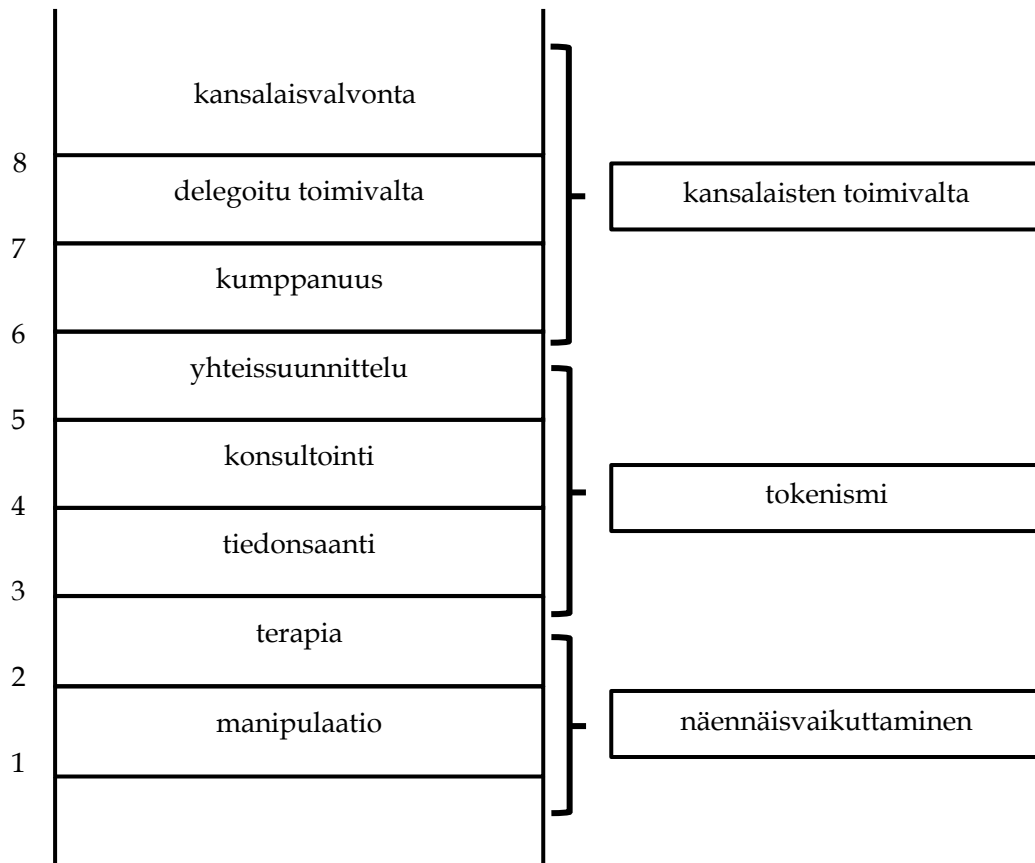 kansalaisvalvonta
8
delegoitu toimivalta
kansalaisten toimivalta
7
kumppanuus
6
yhteissuunnittelu
5
konsultointi
tokenismi
4
tiedonsaanti
3
terapia
2
manipulaatio
näennäisvaikuttaminen
1